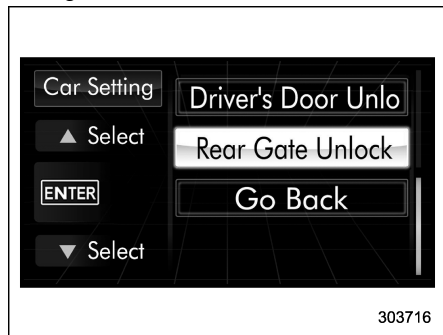 Car Setting
Driver's Door Unlo
▲ Select
Rear Gate Unlock
ENTER
Go Back
▼ Select
303716